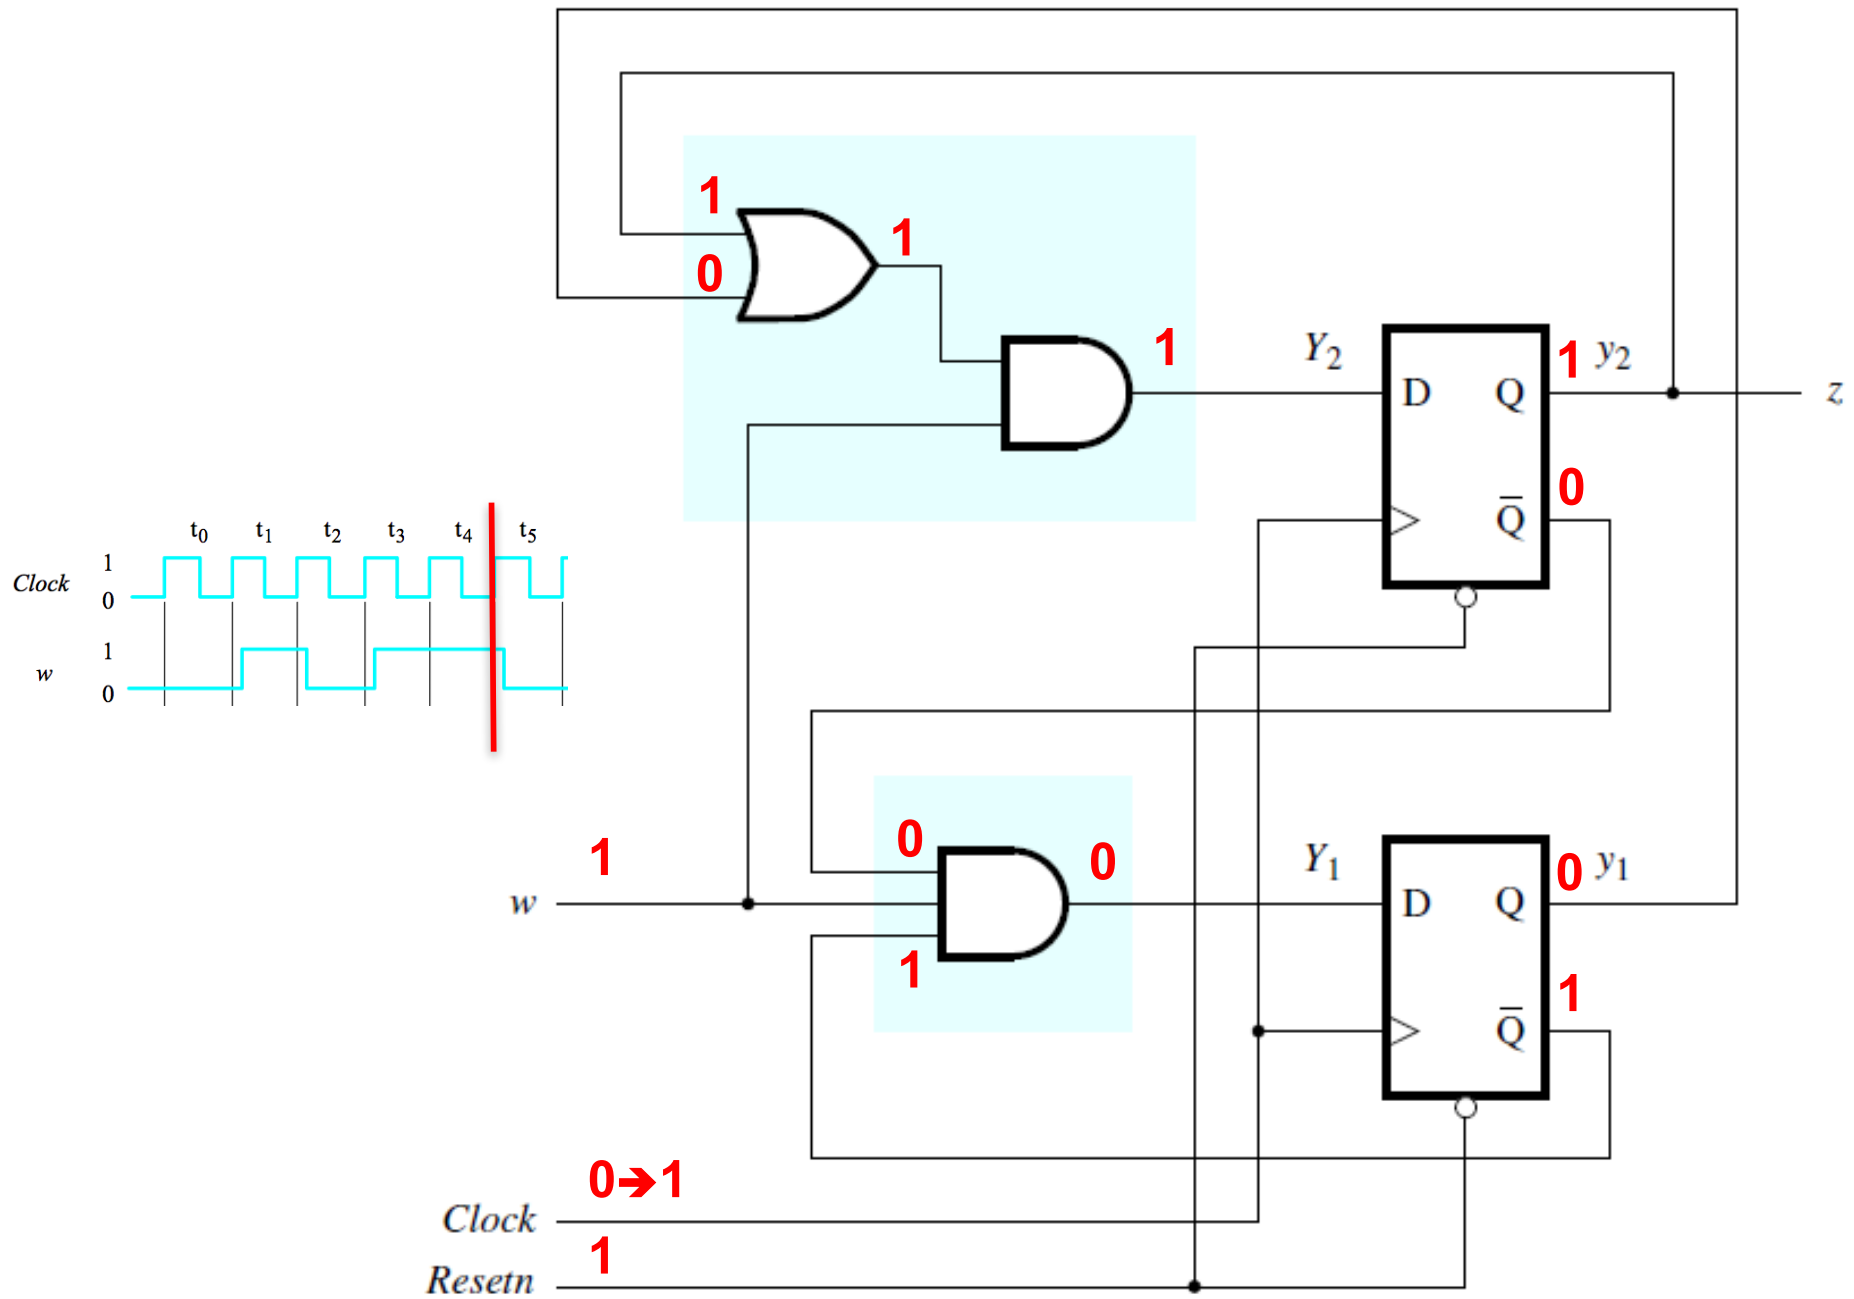 1
1
0
1
Y₂
1 y₂
D Q
z
0
Q̅
t₀ t₁ t₂ t₃ t₄ t₅
1
Clock
0
1
w
0
1
w
0
0
1
Y₁
0 y₁
D Q
1
Q̅
0➔1
Clock
1
Resetn